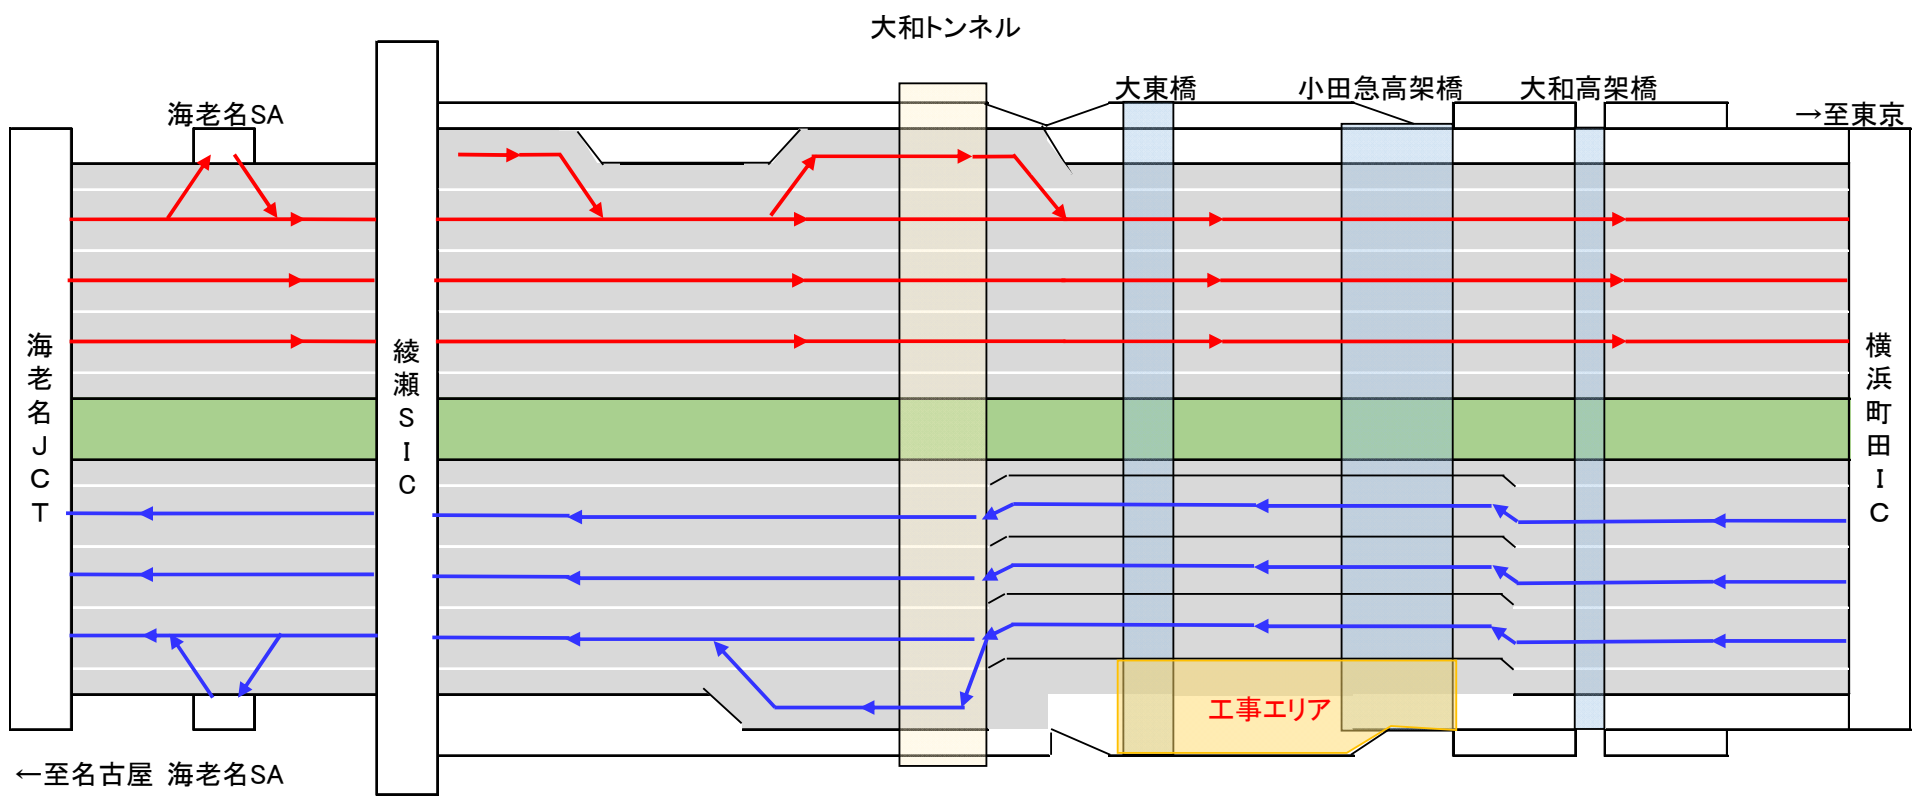 大和トンネル
大東橋
小田急高架橋
大和高架橋
海老名SA
→至東京
海老名JCT
綾瀬SIC
横浜町田IC
工事エリア
←至名古屋
海老名SA